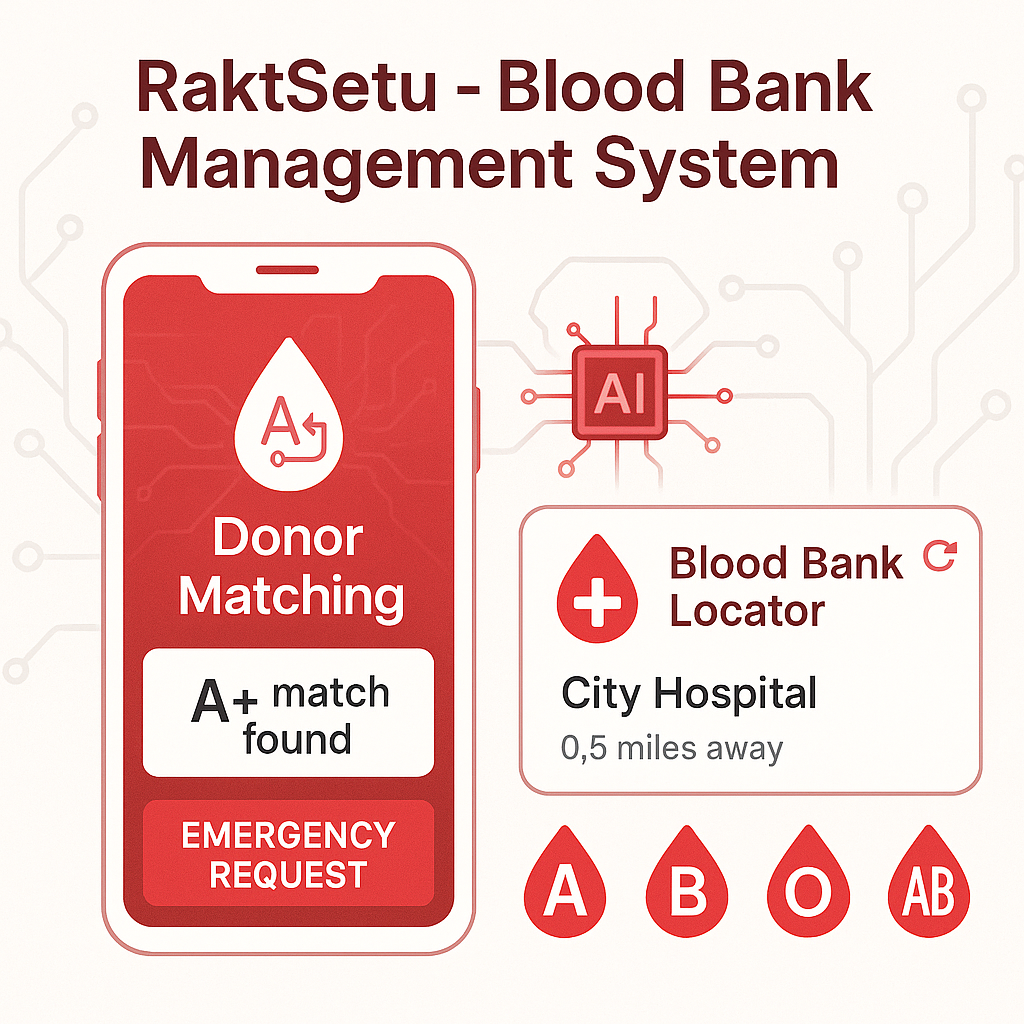 RaktSetu - Blood Bank
Management System
A
Donor
Matching
A+ match
found
EMERGENCY
REQUEST
AI
Blood Bank
Locator
City Hospital
0,5 miles away
A B O AB